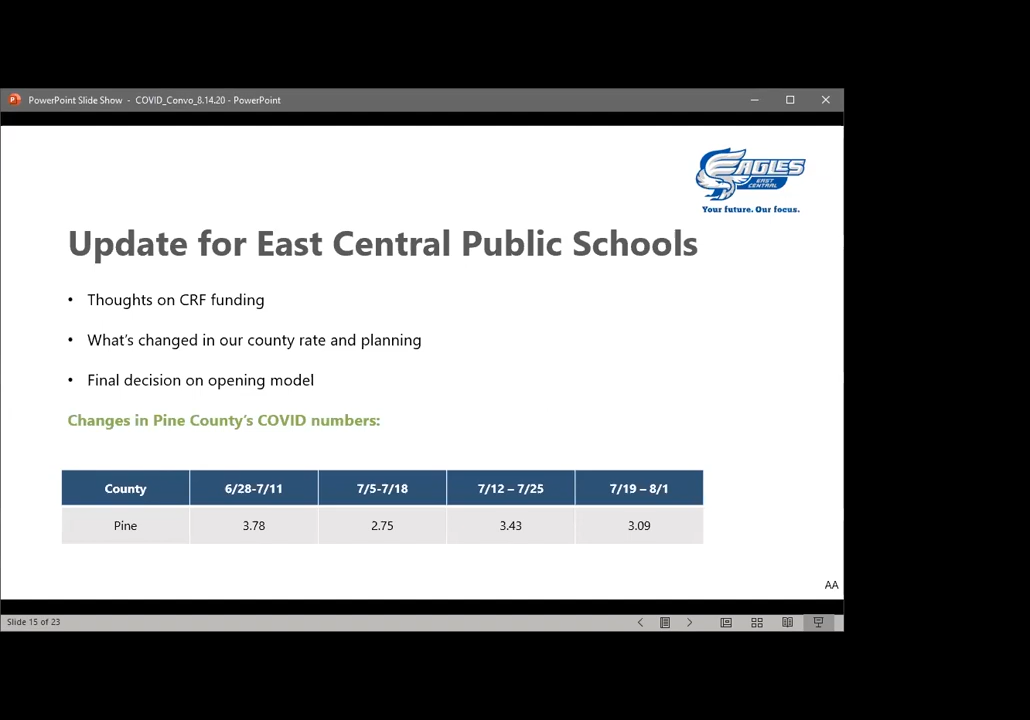 PowerPoint Slide Show - COVID_Convo_8.14.20 - PowerPoint
EAGLES
EAST
CENTRAL
Your future. Our focus.
Update for East Central Public Schools
• Thoughts on CRF funding
• What's changed in our county rate and planning
• Final decision on opening model
Changes in Pine County's COVID numbers:
County 6/28-7/11 7/5-7/18 7/12 – 7/25 7/19 – 8/1
Pine 3.78 2.75 3.43 3.09
AA
Slide 15 of 23